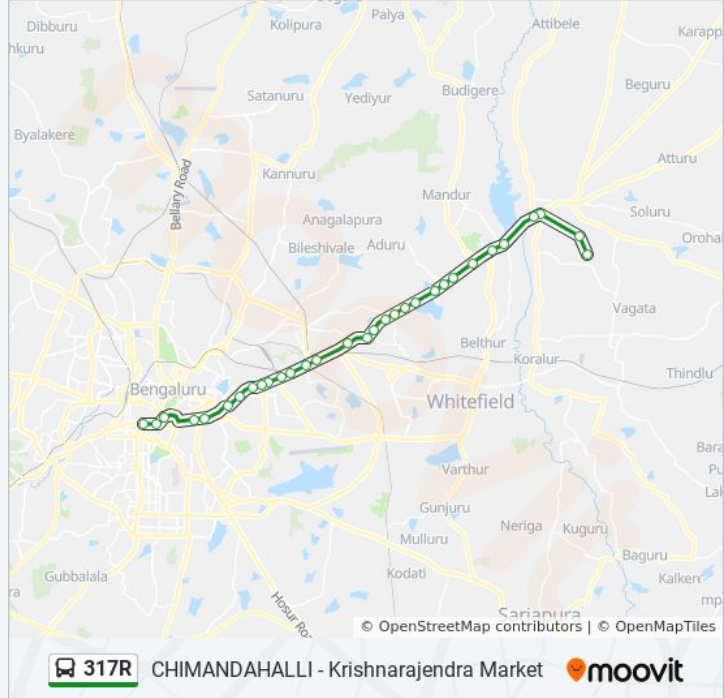 Dibburu
Kolipura
Palya
Attibele
Karapp
hkuru
Budigere
Beguru
Satanuru
Yediyur
Byalakere
Atturu
Kannuru
Bellary Road
Mandur
Soluru
Anagalapura
Bileshivale
Aduru
Orohal
Vagata
Belthur
Koralur
Thindlu
Bengaluru
Whitefield
Varthur
Bara
Pu
Lak
Gunjuru
Neriga
Kuguru
Mulluru
Baguru
Kodati
Gubbalala
Kalkere
ra
Hosur Roa
mp
Sarjapura
© OpenStreetMap contributors | © OpenMapTiles
317R CHIMANDAHALLI - Krishnarajendra Market moovit